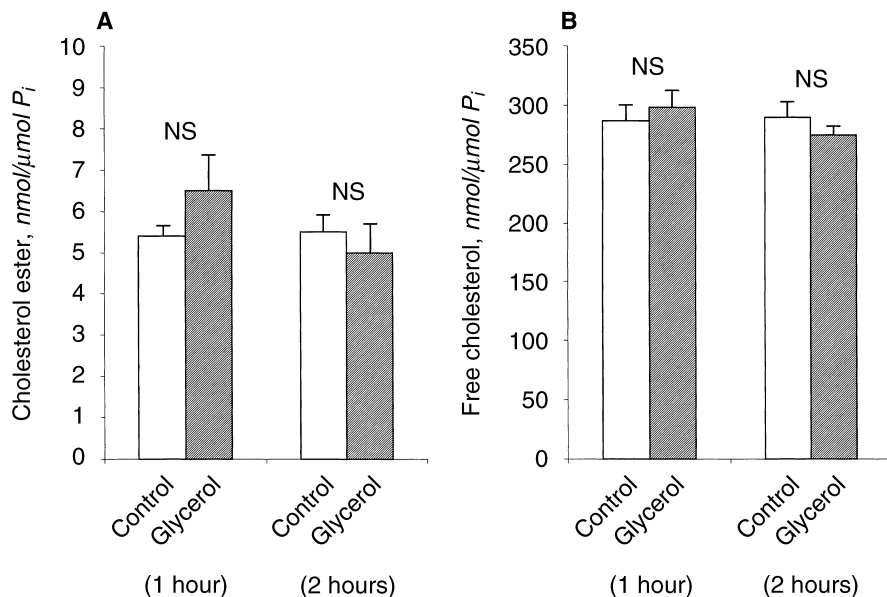 A
Cholesterol ester, nmol/μmol Pi
10
9
8
7
6
5
4
3
2
1
0
NS
NS
Control
Glycerol
Control
Glycerol
(1 hour)
(2 hours)
B
Free cholesterol, nmol/μmol Pi
350
300
250
200
150
100
50
0
NS
NS
Control
Glycerol
Control
Glycerol
(1 hour)
(2 hours)